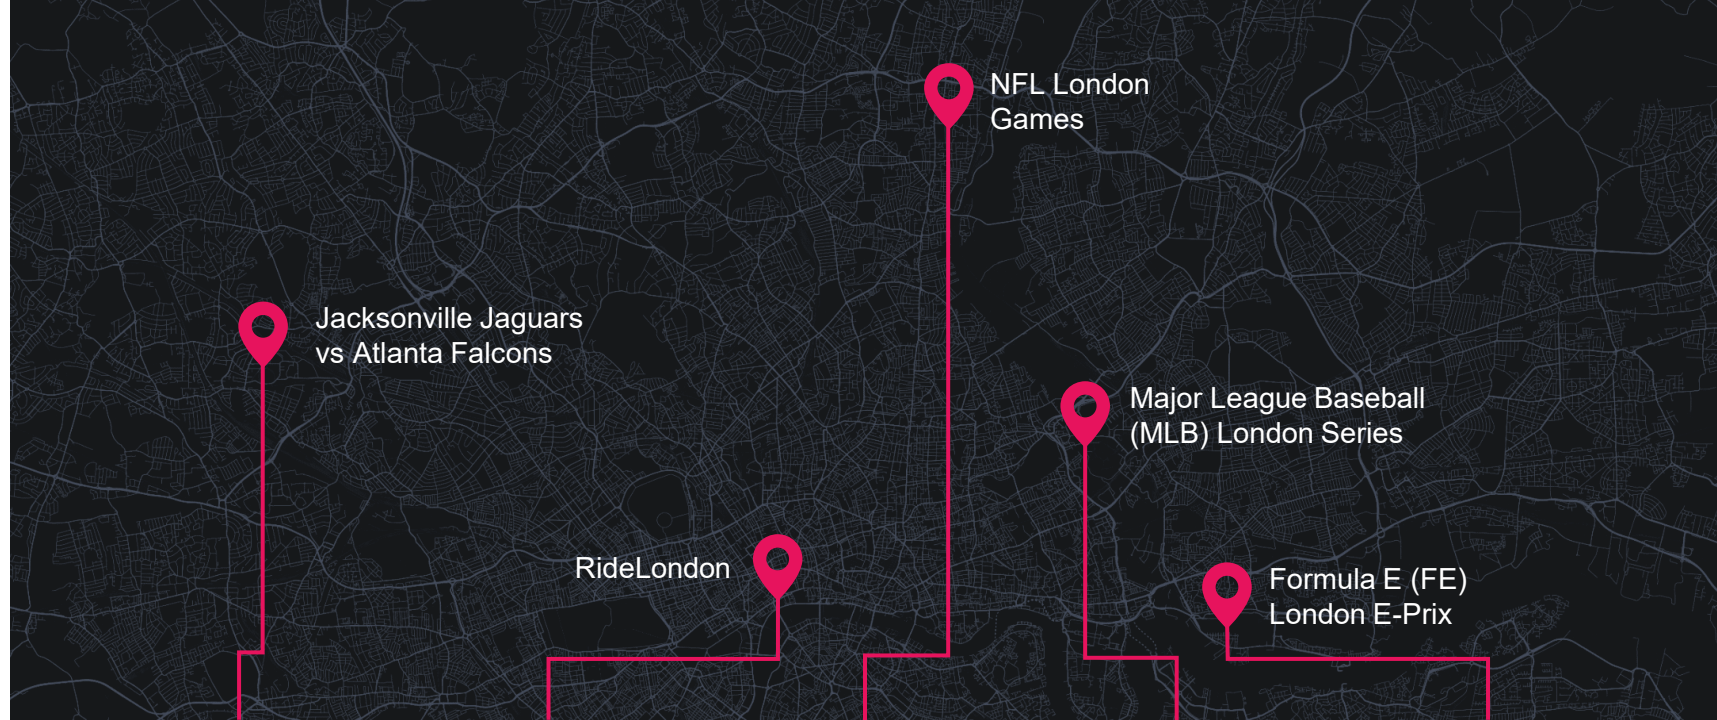 NFL London
Games
Jacksonville Jaguars
vs Atlanta Falcons
Major League Baseball
(MLB) London Series
RideLondon
Formula E (FE)
London E-Prix